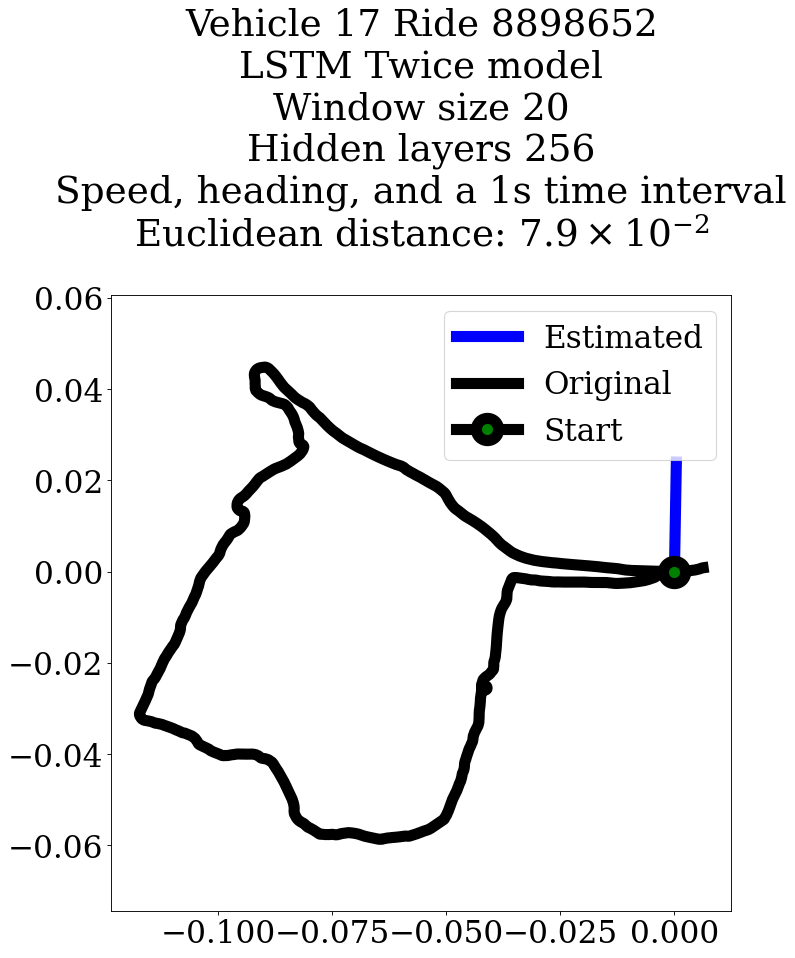 Vehicle 17 Ride 8898652
LSTM Twice model
Window size 20
Hidden layers 256
Speed, heading, and a 1s time interval
Euclidean distance: 7.9 × 10⁻²
0.06
Estimated
0.04
Original
Start
0.02
0.00
−0.02
−0.04
−0.06
−0.100 −0.075 −0.050 −0.025 0.000